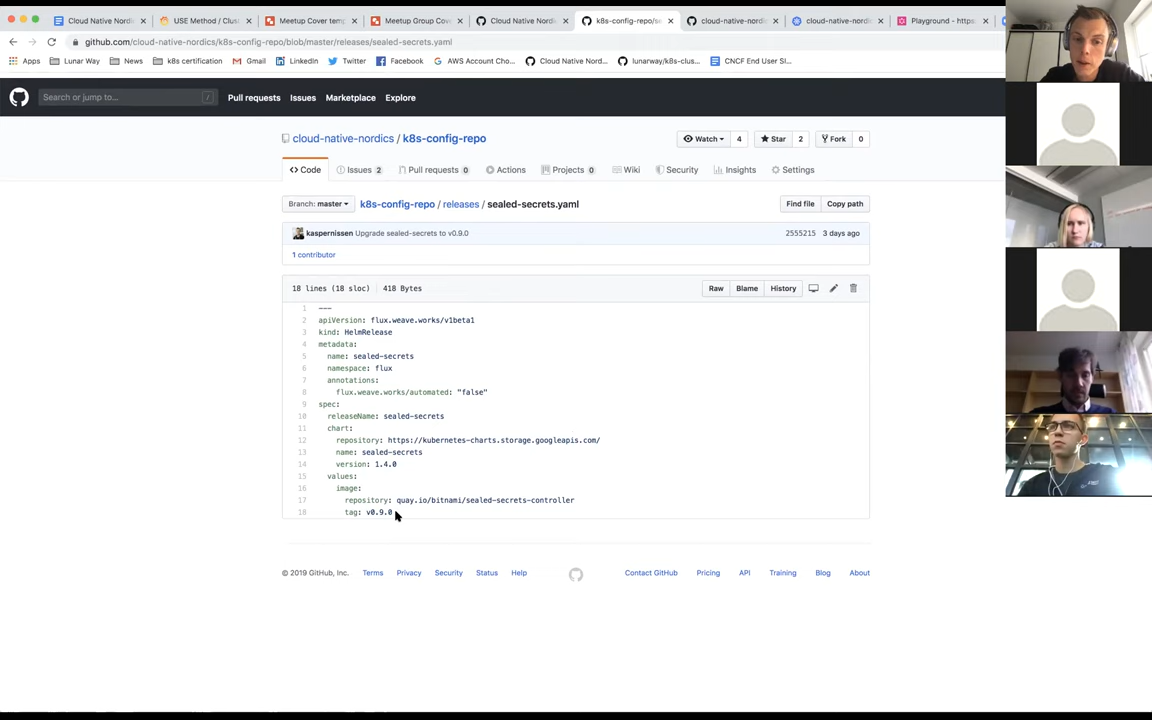 Cloud Native Nordic
USE Method / Clus
Meetup Cover temp
Meetup Group Cov
Cloud Native Nordi
k8s-config-repo/se
cloud-native-nordic
cloud-native-nordi
Playground - https:
github.com/cloud-native-nordics/k8s-config-repo/blob/master/releases/sealed-secrets.yaml
Apps
Lunar Way
News
k8s certification
Gmail
LinkedIn
Twitter
Facebook
AWS Account Cho...
Cloud Native Nord...
lunarway/k8s-clus...
CNCF End User SI...
Search or jump to...
/
Pull requests
Issues
Marketplace
Explore
cloud-native-nordics / k8s-config-repo
Watch 4
Star 2
Fork 0
Code
Issues 2
Pull requests 0
Actions
Projects 0
Wiki
Security
Insights
Settings
Branch: master
k8s-config-repo / releases / sealed-secrets.yaml
Find file
Copy path
kaspernissen Upgrade sealed-secrets to v0.9.0
2555215 3 days ago
1 contributor
18 lines (18 sloc) 418 Bytes
Raw
Blame
History
1 ---
2 apiVersion: flux.weave.works/v1beta1
3 kind: HelmRelease
4 metadata:
5 name: sealed-secrets
6 namespace: flux
7 annotations:
8 flux.weave.works/automated: "false"
9 spec:
10 releaseName: sealed-secrets
11 chart:
12 repository: https://kubernetes-charts.storage.googleapis.com/
13 name: sealed-secrets
14 version: 1.4.0
15 values:
16 image:
17 repository: quay.io/bitnami/sealed-secrets-controller
18 tag: v0.9.0
© 2019 GitHub, Inc.
Terms
Privacy
Security
Status
Help
Contact GitHub
Pricing
API
Training
Blog
About